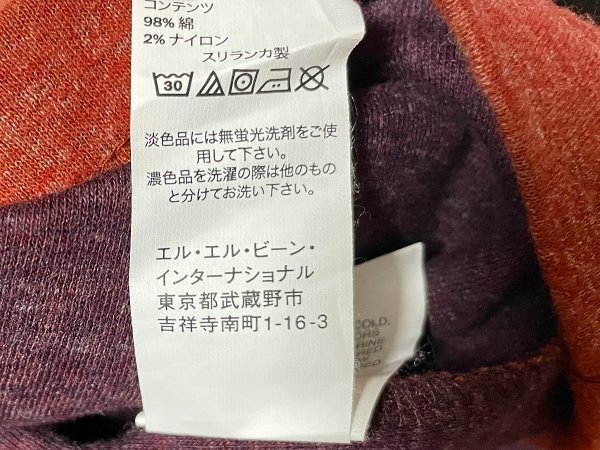 コンテンツ
98% 綿
2% ナイロン
スリランカ製
30
淡色品には無蛍光洗剤をご使
用して下さい。
濃色品を洗濯の際は他のもの
と分けてお洗い下さい。
エル・エル・ビーン・
インターナショナル
東京都武蔵野市
吉祥寺南町1-16-3
COLD.